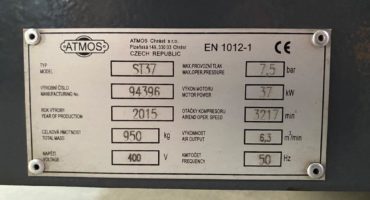 ATMOS
ATMOS Chrást s.r.o.
Plzeňská 149, 330 03 Chrást
CZECH REPUBLIC
EN 1012-1
CE
TYP
MODEL
ST37
MAX.PROVOZNÍ TLAK
MAX.OPER.PRESSURE
7,5 bar
VÝROBNÍ ČÍSLO
MANUFACTURING No.
94396
VÝKON MOTORU
MOTOR POWER
37 kW
ROK VÝROBY
YEAR OF PRODUCTION
2015
OTÁČKY KOMPRESORU
AIREND OPER. SPEED
3217 min⁻¹
CELKOVÁ HMOTNOST
TOTAL MASS
950 kg
VÝKONNOST
AIR OUTPUT
6,3 m³/min
NAPĚTÍ
VOLTAGE
400 V
KMITOČET
FREQUENCY
50 Hz